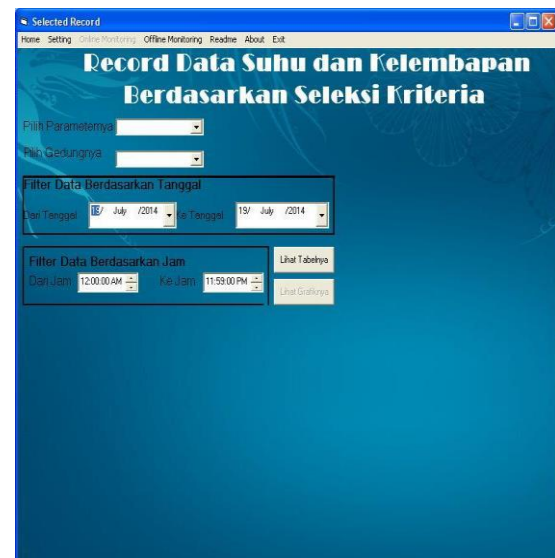 Selected Record
Home Setting Online Monitoring Offline Monitoring Readme About Exit
Record Data Suhu dan Kelembapan
Berdasarkan Seleksi Kriteria
Pilih Parameternya
Pilih Gedungnya
Filter Data Berdasarkan Tanggal
Dari Tanggal 19/ July /2014 Ke Tanggal 19/ July /2014
Filter Data Berdasarkan Jam
Dari Jam 12:00:00 AM Ke Jam 11:59:00 PM
Lihat Tabelnya
Lihat Grafiknya